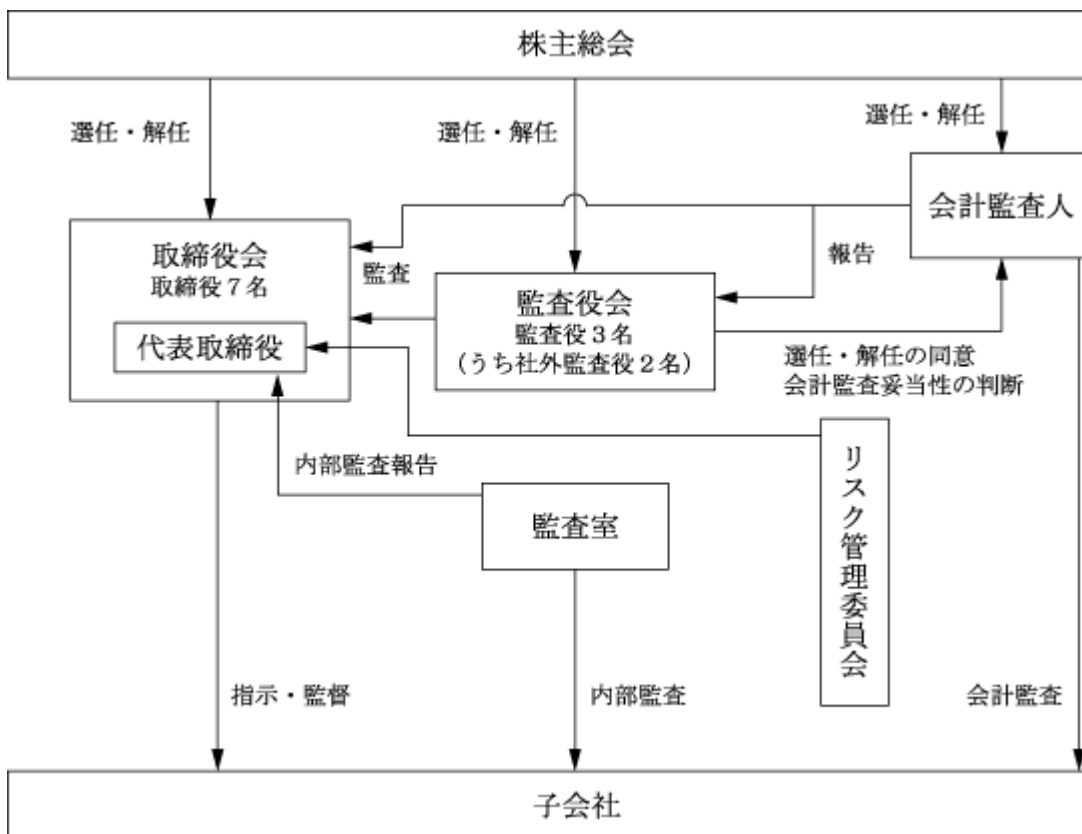 株主総会
選任・解任
選任・解任
選任・解任
会計監査人
取締役会
取締役7名
監査
報告
監査役会
監査役3名
(うち社外監査役2名)
代表取締役
選任・解任の同意
会計監査妥当性の判断
内部監査報告
監査室
リスク管理委員会
指示・監督
内部監査
会計監査
子会社